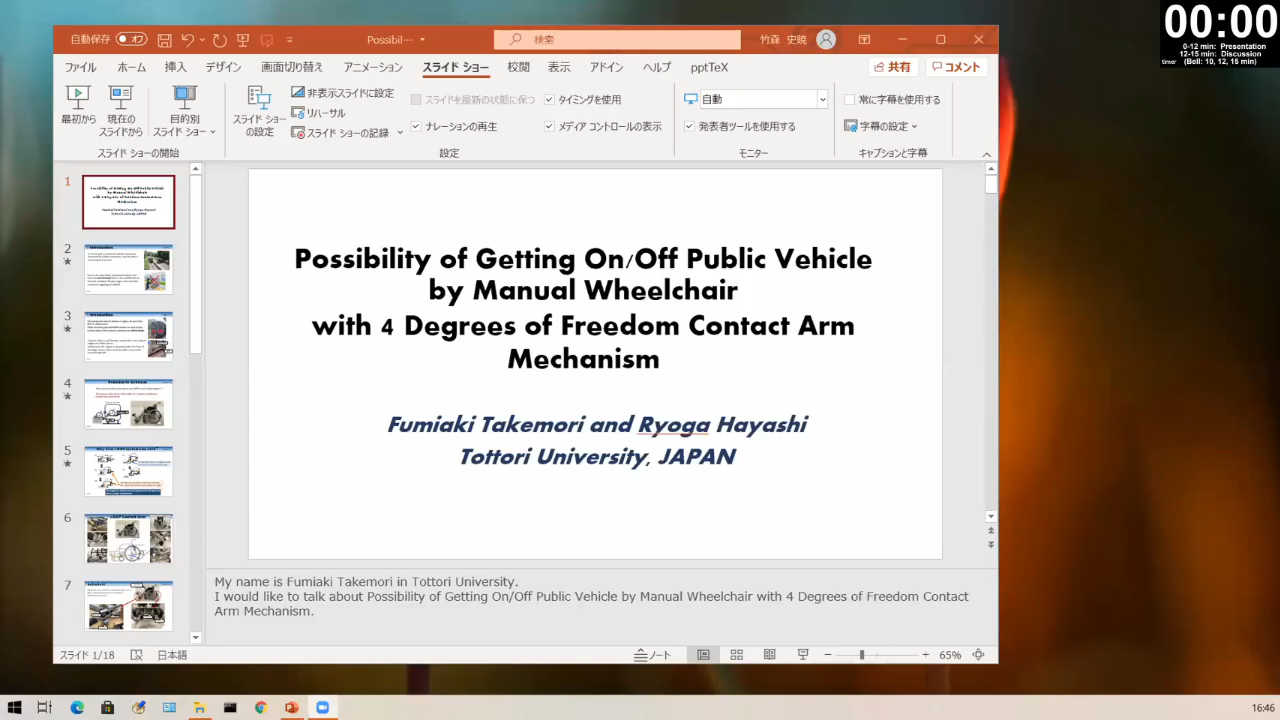 自動保存 オフ Possibil…
検索
竹森 史暁
00:00
0-12 min: Presentation
12-15 min: Discussion
timer (Bell: 10, 12, 15 min)
ファイル ホーム 挿入 デザイン 画面切り替え アニメーション スライド ショー 校閲 表示 アドイン ヘルプ pptTeX 共有 コメント
最初から
現在の
スライドから
目的別
スライド ショー
スライド ショーの開始
スライド ショー
の設定
非表示スライドに設定
リハーサル
スライド ショーの記録
スライドを最新の状態に保つ
ナレーションの再生
タイミングを使用
メディア コントロールの表示
設定
自動
発表者ツールを使用する
モニター
常に字幕を使用する
字幕の設定
キャプションと字幕
1
2
3
4
5
6
7
Possibility of Getting On/Off Public Vehicle
by Manual Wheelchair
with 4 Degrees of Freedom Contact Arm
Mechanism
Fumiaki Takemori and Ryoga Hayashi
Tottori University, JAPAN
My name is Fumiaki Takemori in Tottori University.
I would like to talk about Possibility of Getting On/Off Public Vehicle by Manual Wheelchair with 4 Degrees of Freedom Contact
Arm Mechanism.
スライド 1/18 日本語 ノート 65%
16:46